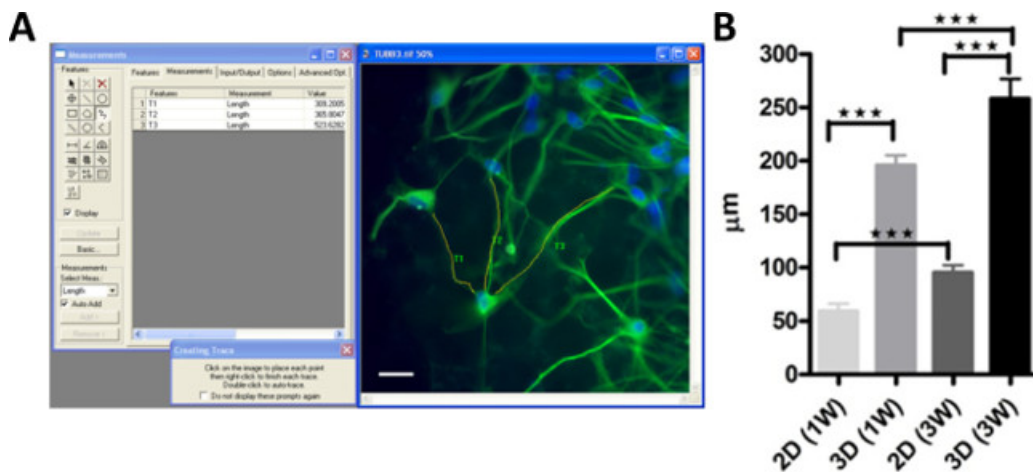 A
Measurements
Features
Display
Update
Basic...
Measurements
Select Meas.:
Length
Auto-Add
Add ›
Remove ›
Features Measurements Input/Output Options Advanced Opt.
Features Measurement Value
1 T1 Length 309.2005
2 T2 Length 305.8047
3 T3 Length 523.6282
Creating Trace
Click on the image to place each point
then right-click to finish each trace.
Double-click to auto-trace.
Do not display these prompts again
TUBB3.tif 50%
T1
T2
T3
B
μm
300
250
200
150
100
50
0
★★★
★★★
★★★
★★★
2D (1W)
3D (1W)
2D (3W)
3D (3W)